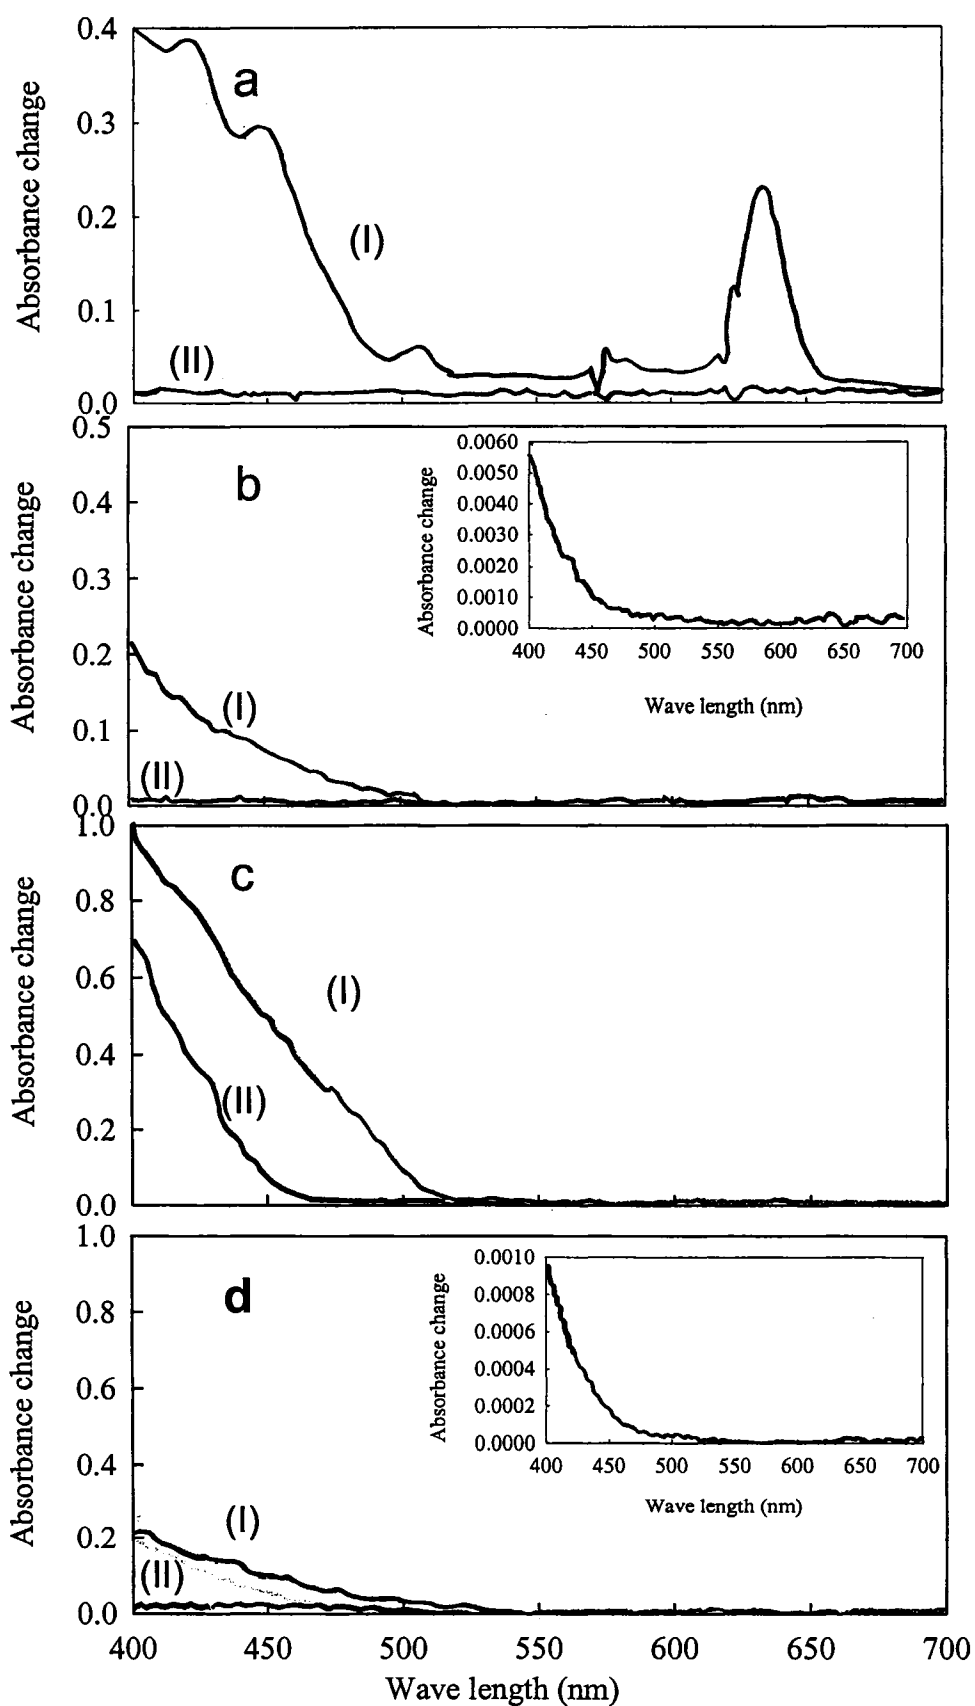 0.4
a
0.3
Absorbance change
0.2
(I)
0.1
(II)
0.0
0.5
b
0.4
Absorbance change
0.3
0.2
(I)
0.1
(II)
0.0
0.0060
0.0050
0.0040
Absorbance change
0.0030
0.0020
0.0010
0.0000
400 450 500 550 600 650 700
Wave length (nm)
1.0
c
0.8
Absorbance change
0.6
(I)
0.4
(II)
0.2
0.0
1.0
d
0.8
Absorbance change
0.6
0.4
(I)
0.2
(II)
0.0
0.0010
0.0008
Absorbance change
0.0006
0.0004
0.0002
0.0000
400 450 500 550 600 650 700
Wave length (nm)
400 450 500 550 600 650 700
Wave length (nm)